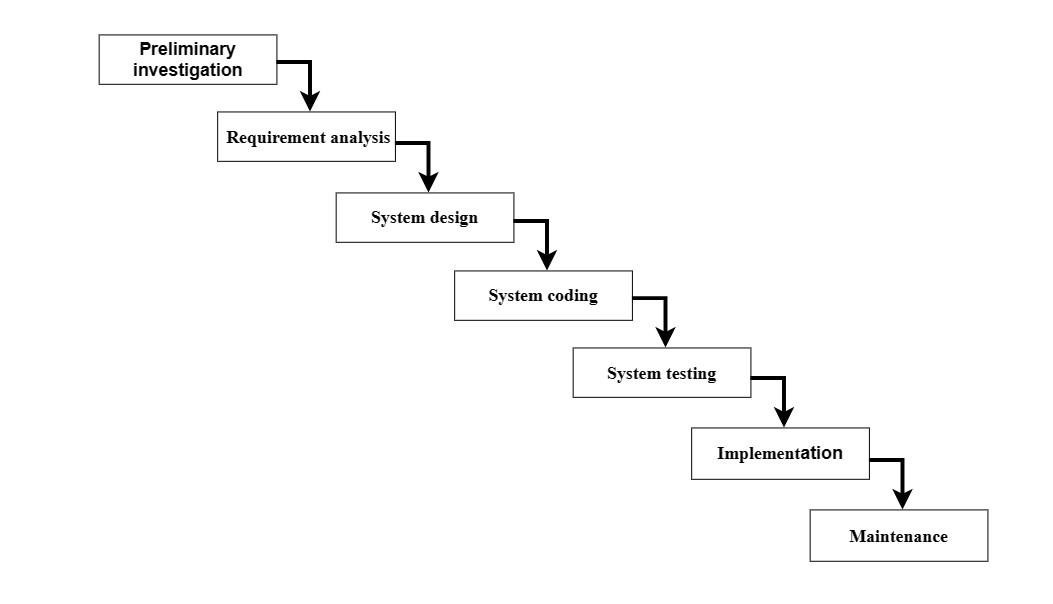 Preliminary
investigation
Requirement analysis
System design
System coding
System testing
Implementation
Maintenance